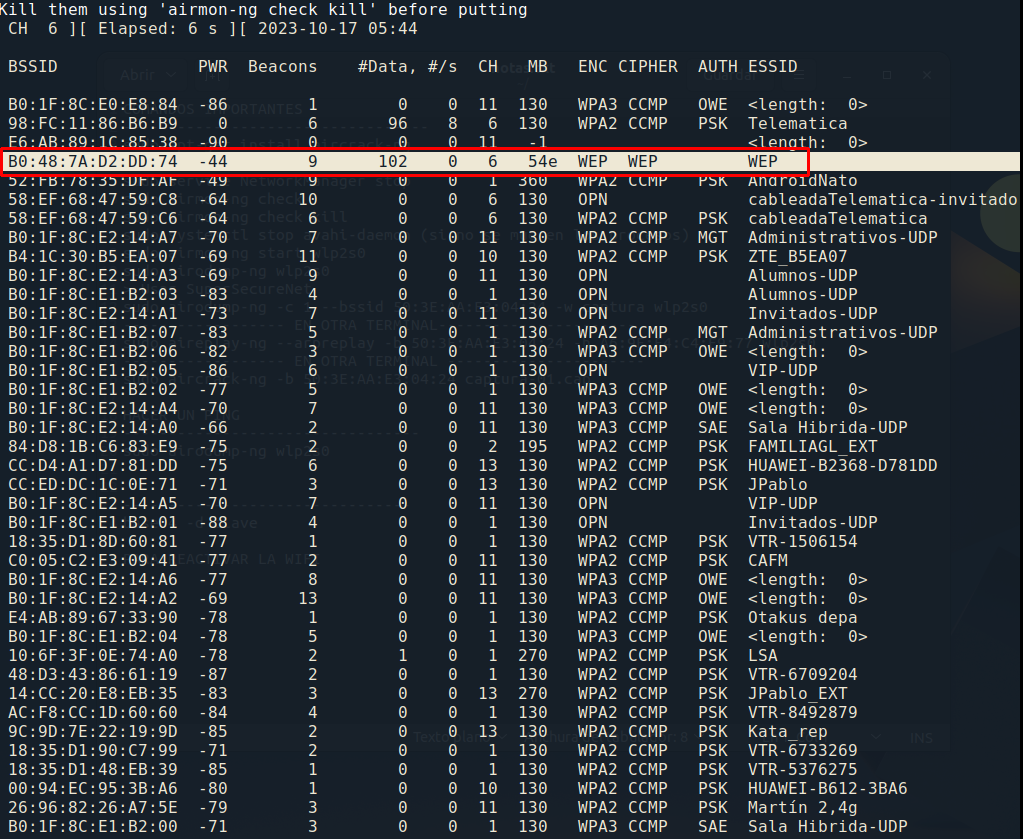 Kill them using 'airmon-ng check kill' before putting
CH  6 ][ Elapsed: 6 s ][ 2023-10-17 05:44
BSSID PWR Beacons #Data, #/s CH MB ENC CIPHER AUTH ESSID
B0:1F:8C:E0:E8:84 -86 1 0 0 11 130 WPA3 CCMP OWE <length:  0>
98:FC:11:86:B6:B9 0 6 96 8 6 130 WPA2 CCMP PSK Telematica
E6:AB:89:1C:85:38 -90 0 0 0 11 -1 <length:  0>
B0:48:7A:D2:DD:74 -44 9 102 0 6 54e WEP WEP WEP
52:FB:78:35:DF:AF -49 9 0 0 1 360 WPA2 CCMP PSK AndroidNato
58:EF:68:47:59:C8 -64 10 0 0 6 130 OPN cableadaTelematica-invitado
58:EF:68:47:59:C6 -64 6 0 0 6 130 WPA2 CCMP PSK cableadaTelematica
B0:1F:8C:E2:14:A7 -70 7 0 0 11 130 WPA2 CCMP MGT Administrativos-UDP
B4:1C:30:B5:EA:07 -69 11 0 0 10 130 WPA2 CCMP PSK ZTE_B5EA07
B0:1F:8C:E2:14:A3 -69 9 0 0 11 130 OPN Alumnos-UDP
B0:1F:8C:E1:B2:03 -83 4 0 0 1 130 OPN Alumnos-UDP
B0:1F:8C:E2:14:A1 -73 7 0 0 11 130 OPN Invitados-UDP
B0:1F:8C:E1:B2:07 -83 5 0 0 1 130 WPA2 CCMP MGT Administrativos-UDP
B0:1F:8C:E1:B2:06 -82 3 0 0 1 130 WPA3 CCMP OWE <length:  0>
B0:1F:8C:E1:B2:05 -86 6 0 0 1 130 OPN VIP-UDP
B0:1F:8C:E1:B2:02 -77 5 0 0 1 130 WPA3 CCMP OWE <length:  0>
B0:1F:8C:E2:14:A4 -70 7 0 0 11 130 WPA3 CCMP OWE <length:  0>
B0:1F:8C:E2:14:A0 -66 2 0 0 11 130 WPA3 CCMP SAE Sala Hibrida-UDP
84:D8:1B:C6:83:E9 -75 2 0 0 2 195 WPA2 CCMP PSK FAMILIAGL_EXT
CC:D4:A1:D7:81:DD -75 6 0 0 13 130 WPA2 CCMP PSK HUAWEI-B2368-D781DD
CC:ED:DC:1C:0E:71 -71 3 0 0 13 130 WPA2 CCMP PSK JPablo
B0:1F:8C:E2:14:A5 -70 7 0 0 11 130 OPN VIP-UDP
B0:1F:8C:E1:B2:01 -88 4 0 0 1 130 OPN Invitados-UDP
18:35:D1:8D:60:81 -77 1 0 0 1 130 WPA2 CCMP PSK VTR-1506154
C0:05:C2:E3:09:41 -77 2 0 0 11 130 WPA2 CCMP PSK CAFM
B0:1F:8C:E2:14:A6 -77 8 0 0 11 130 WPA3 CCMP OWE <length:  0>
B0:1F:8C:E2:14:A2 -69 13 0 0 11 130 WPA3 CCMP OWE <length:  0>
E4:AB:89:67:33:90 -78 1 0 0 1 130 WPA2 CCMP PSK Otakus depa
B0:1F:8C:E1:B2:04 -78 5 0 0 1 130 WPA3 CCMP OWE <length:  0>
10:6F:3F:0E:74:A0 -78 2 1 0 1 270 WPA2 CCMP PSK LSA
48:D3:43:86:61:19 -87 2 0 0 1 130 WPA2 CCMP PSK VTR-6709204
14:CC:20:E8:EB:35 -83 3 0 0 13 270 WPA2 CCMP PSK JPablo_EXT
AC:F8:CC:1D:60:60 -84 4 0 0 1 130 WPA2 CCMP PSK VTR-8492879
9C:9D:7E:22:19:9D -85 2 0 0 13 130 WPA2 CCMP PSK Kata_rep
18:35:D1:90:C7:99 -71 2 0 0 1 130 WPA2 CCMP PSK VTR-6733269
18:35:D1:48:EB:39 -85 1 0 0 1 130 WPA2 CCMP PSK VTR-5376275
00:94:EC:95:3B:A6 -80 1 0 0 10 130 WPA2 CCMP PSK HUAWEI-B612-3BA6
26:96:82:26:A7:5E -79 3 0 0 11 130 WPA2 CCMP PSK Martín 2,4g
B0:1F:8C:E1:B2:00 -71 3 0 0 1 130 WPA3 CCMP SAE Sala Hibrida-UDP